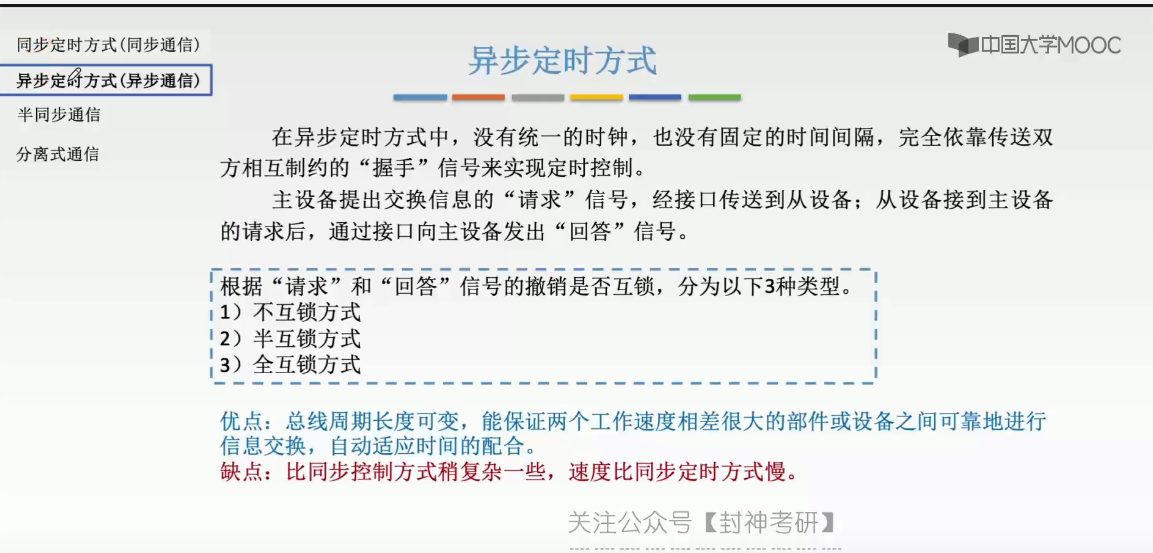 同步定时方式(同步通信)
异步定时方式(异步通信)
半同步通信
分离式通信
异步定时方式
中国大学MOOC
在异步定时方式中，没有统一的时钟，也没有固定的时间间隔，完全依靠传送双
方相互制约的“握手”信号来实现定时控制。
主设备提出交换信息的“请求”信号，经接口传送到从设备；从设备接到主设备
的请求后，通过接口向主设备发出“回答”信号。
根据“请求”和“回答”信号的撤销是否互锁，分为以下3种类型。
1）不互锁方式
2）半互锁方式
3）全互锁方式
优点：总线周期长度可变，能保证两个工作速度相差很大的部件或设备之间可靠地进行
信息交换，自动适应时间的配合。
缺点：比同步控制方式稍复杂一些，速度比同步定时方式慢。
关注公众号【封神考研】